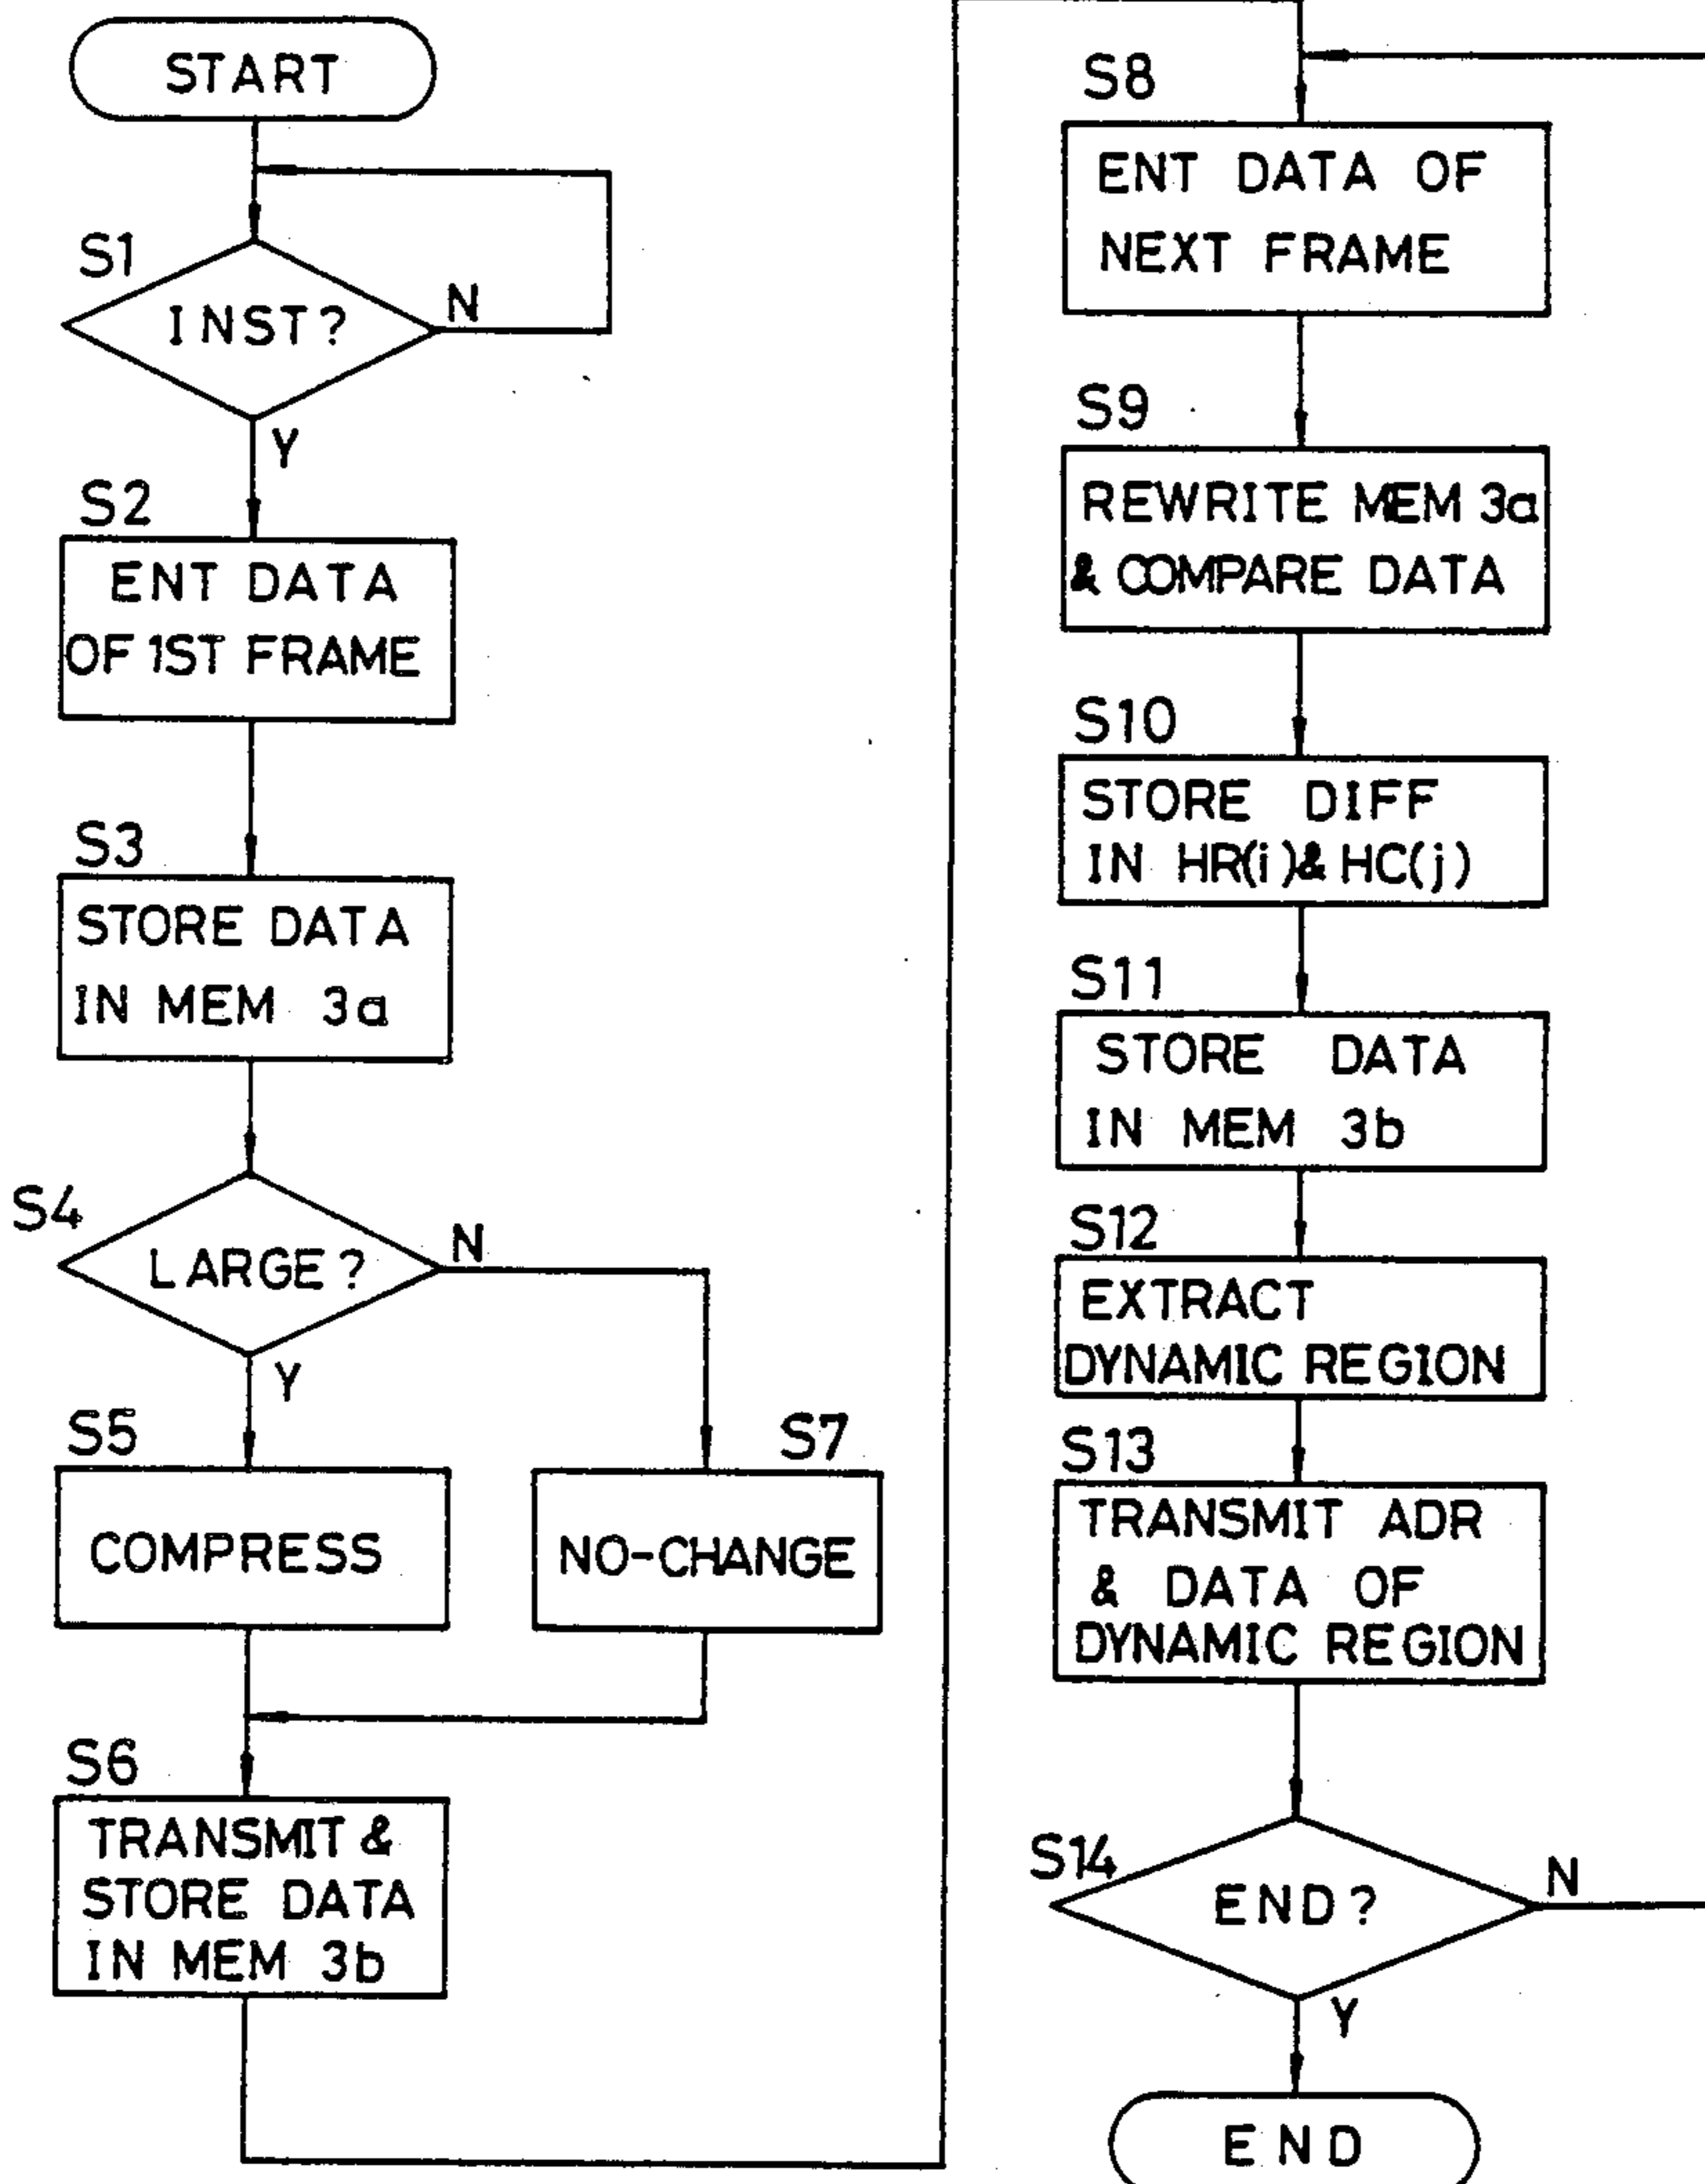 START
S1
INST?
N
Y
S2
ENT DATA
OF 1ST FRAME
S3
STORE DATA
IN MEM 3a
S4
LARGE?
N
Y
S5
COMPRESS
S7
NO-CHANGE
S6
TRANSMIT &
STORE DATA
IN MEM 3b
S8
ENT DATA OF
NEXT FRAME
S9
REWRITE MEM 3a
& COMPARE DATA
S10
STORE DIFF
IN HR(i)& HC(j)
S11
STORE DATA
IN MEM 3b
S12
EXTRACT
DYNAMIC REGION
S13
TRANSMIT ADR
& DATA OF
DYNAMIC REGION
S14
END?
N
Y
END